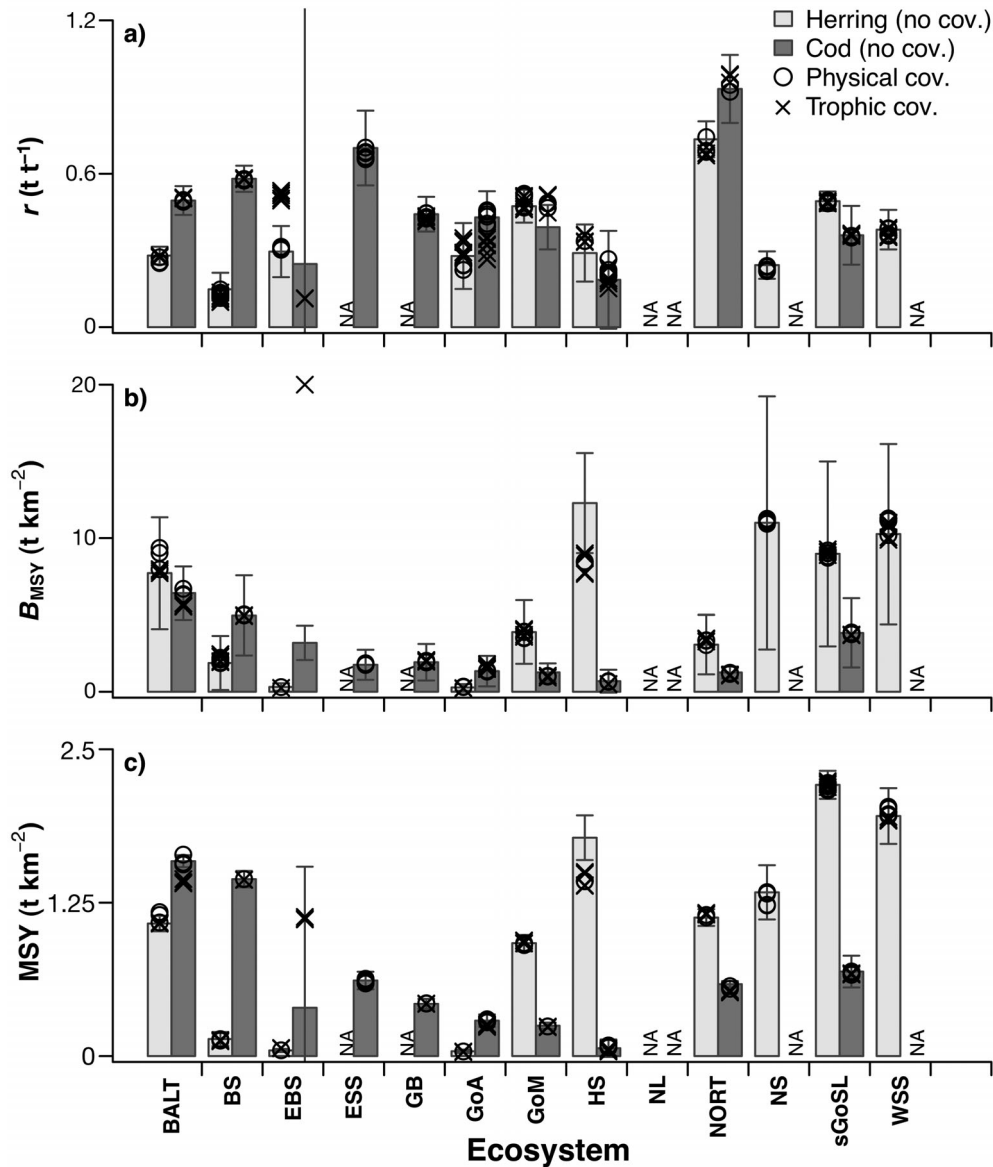 1.2
a)
Herring (no cov.)
Cod (no cov.)
Physical cov.
Trophic cov.
r (t t⁻¹)
0.6
0
NA
NA
NA
NA
NA
NA
20
b)
B_MSY (t km⁻²)
10
0
NA
NA
NA
NA
NA
NA
2.5
c)
MSY (t km⁻²)
1.25
0
NA
NA
NA
NA
NA
NA
BALT
BS
EBS
ESS
GB
GoA
GoM
HS
NL
NORT
NS
sGoSL
WSS
Ecosystem